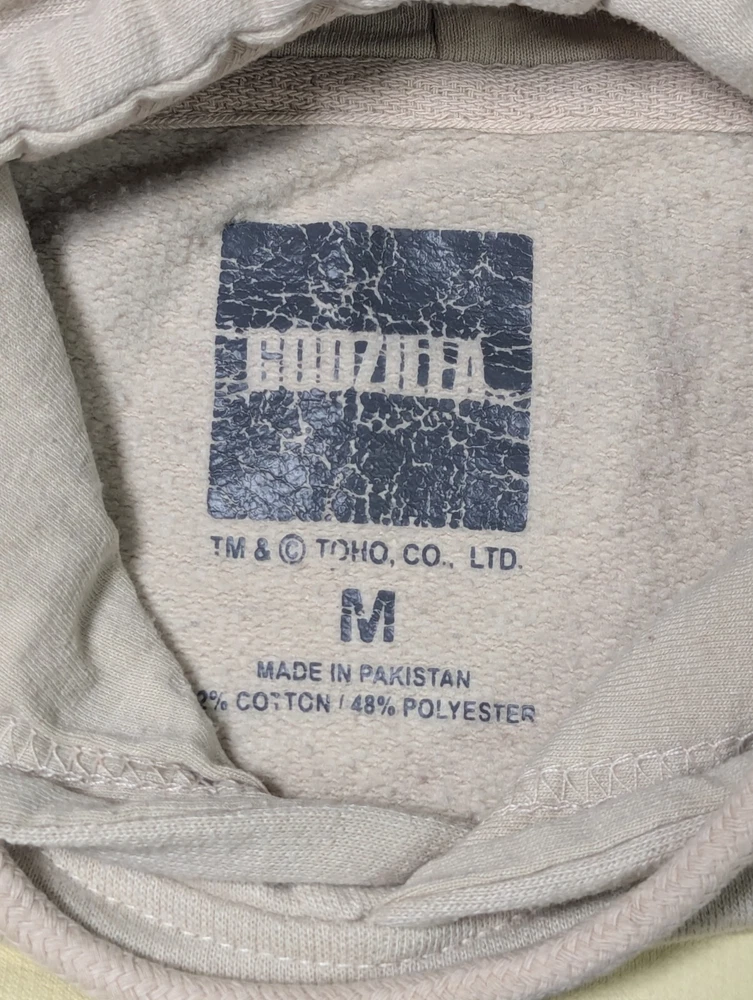 GODZILLA
TM & © TOHO, CO., LTD.
M
MADE IN PAKISTAN
2% COTTON / 48% POLYESTER